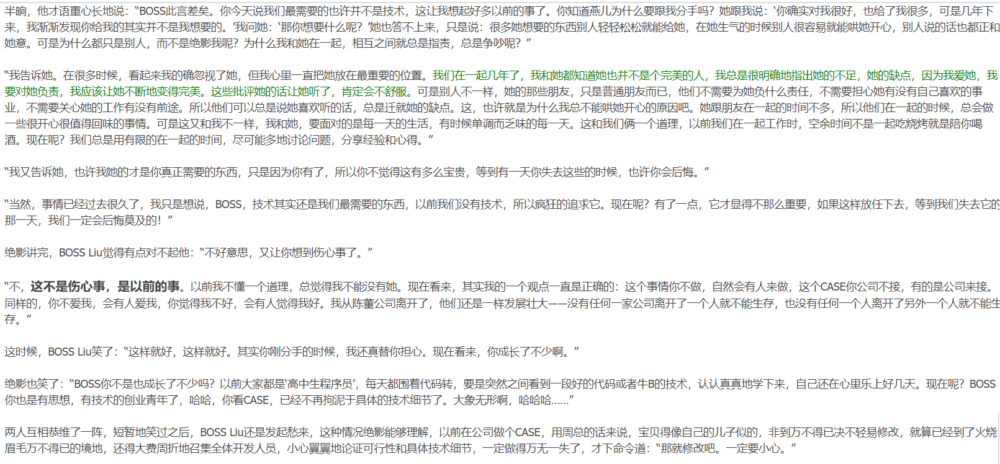 半晌，他才语重心长地说：“BOSS此言差矣。你今天说我们最需要的也许并不是技术，这让我想起好多以前的事了。你知道燕儿为什么要跟我分手吗？她跟我说：‘你确实对我很好，也给了我很多，可是几年下
来，我渐渐发现你给我的其实并不是我想要的。’我问她：‘那你想要什么呢？’她也答不上来，只是说：很多她想要的东西别人轻轻松松就能给她，在她生气的时候别人很容易就能哄她开心，别人说的话也都正和
她意。可是为什么都只是别人，而不是绝影我呢？为什么我和她在一起，相互之间就总是指责，总是争吵呢？”
“我告诉她。在很多时候，看起来我的确忽视了她，但我心里一直把她放在最重要的位置。我们在一起几年了，我和她都知道她也并不是个完美的人，我总是很明确地指出她的不足，她的缺点，因为我爱她，我
要对她负责，我应该让她不断地变得完美。这些批评她的话让她听了，肯定会不舒服。可是别人不一样，她的那些朋友，只是普通朋友而已，他们不需要为她负什么责任，不需要担心她有没有自己喜欢的事
业，不需要关心她的工作有没有前途。所以他们可以总是说她喜欢听的话，总是迁就她的缺点。这，也许就是为什么我总不能哄她开心的原因吧。她跟朋友在一起的时间不多，所以他们在一起的时候，总会做
一些很开心很值得回味的事情。可是这又和我不一样，我和她，要面对的是每一天的生活，有时候单调而乏味的每一天。这和我们俩一个道理，以前我们在一起工作时，空余时间不是一起吃烧烤就是陪你喝
酒。现在呢？我们总是用有限的在一起的时间，尽可能多地讨论问题，分享经验和心得。”
“我又告诉她，也许我她的才是你真正需要的东西，只是因为你有了，所以你不觉得这有多么宝贵，等到有一天你失去这些的时候，也许你会后悔。”
“当然，事情已经过去很久了，我只是想说，BOSS，技术其实还是我们最需要的东西，以前我们没有技术，所以疯狂的追求它。现在呢？有了一点，它才显得不那么重要，如果这样放任下去，等到我们失去它的
那一天，我们一定会后悔莫及的！”
绝影讲完，BOSS Liu觉得有点对不起他：“不好意思，又让你想到伤心事了。”
“不，这不是伤心事，是以前的事。以前我不懂一个道理，总觉得我不能没有她。现在看来，其实我的一个观点一直是正确的：这个事情你不做，自然会有人来做，这个CASE你公司不接，有的是公司来接。
同样的，你不爱我，会有人爱我，你觉得我不好，会有人觉得我好。我从陈董公司离开了，他们还是一样发展壮大——没有任何一家公司离开了一个人就不能生存，也没有任何一个人离开了另外一个人就不能生
存。”
这时候，BOSS Liu笑了：“这样就好，这样就好。其实你刚分手的时候，我还真替你担心。现在看来，你成长了不少啊。”
绝影也笑了：“BOSS你不是也成长了不少吗？以前大家都是‘高中生程序员’，每天都围着代码转，要是突然之间看到一段好的代码或者牛B的技术，认认真真地学下来，自己还在心里乐上好几天。现在呢？BOSS
你也是有思想，有技术的创业青年了，哈哈，你看CASE，已经不再拘泥于具体的技术细节了。大象无形啊，哈哈哈……”
两人互相恭维了一阵，短暂地笑过之后，BOSS Liu还是发起愁来，这种情况绝影能够理解，以前在公司做个CASE，用周总的话来说，宝贝得像自己的儿子似的，非到万不得已决不轻易修改，就算已经到了火烧
眉毛万不得已的境地，还得大费周折地召集全体开发人员，小心翼翼地论证可行性和具体技术细节，一定做得万无一失了，才下命令道：“那就修改吧。一定要小心。”